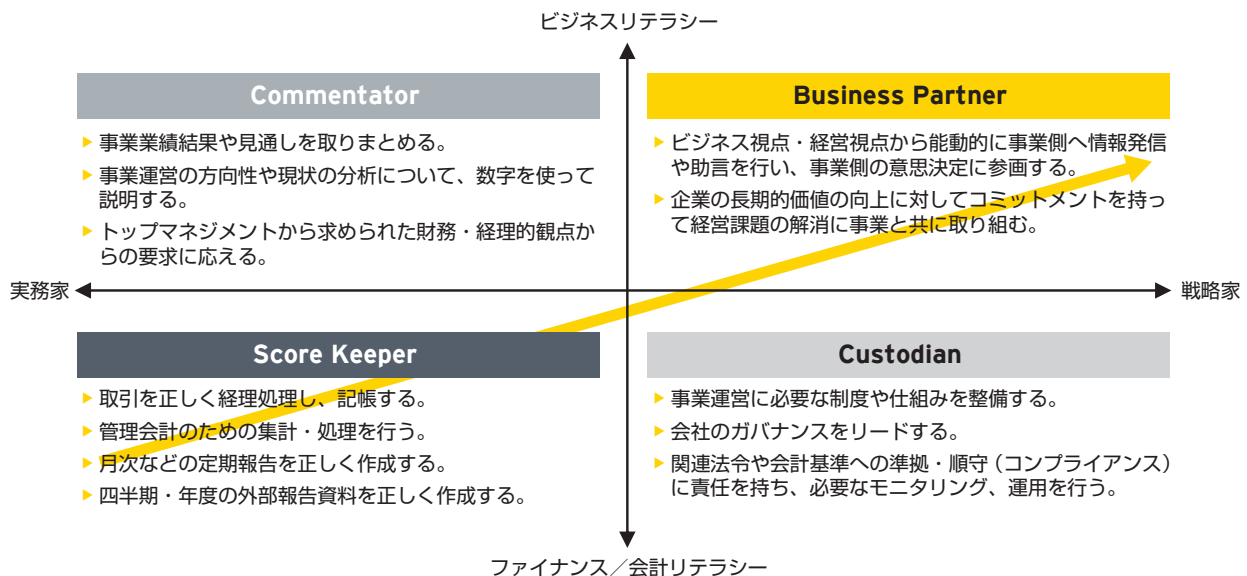 ビジネスリテラシー
Commentator
▶ 事業業績結果や見通しを取りまとめる。
▶ 事業運営の方向性や現状の分析について、数字を使って
説明する。
▶ トップマネジメントから求められた財務・経理的観点か
らの要求に応える。
Business Partner
▶ ビジネス視点・経営視点から能動的に事業側へ情報発信
や助言を行い、事業側の意思決定に参画する。
▶ 企業の長期的価値の向上に対してコミットメントを持っ
て経営課題の解消に事業と共に取り組む。
実務家
戦略家
Score Keeper
▶ 取引を正しく経理処理し、記帳する。
▶ 管理会計のための集計・処理を行う。
▶ 月次などの定期報告を正しく作成する。
▶ 四半期・年度の外部報告資料を正しく作成する。
Custodian
▶ 事業運営に必要な制度や仕組みを整備する。
▶ 会社のガバナンスをリードする。
▶ 関連法令や会計基準への準拠・順守（コンプライアンス）
に責任を持ち、必要なモニタリング、運用を行う。
ファイナンス／会計リテラシー